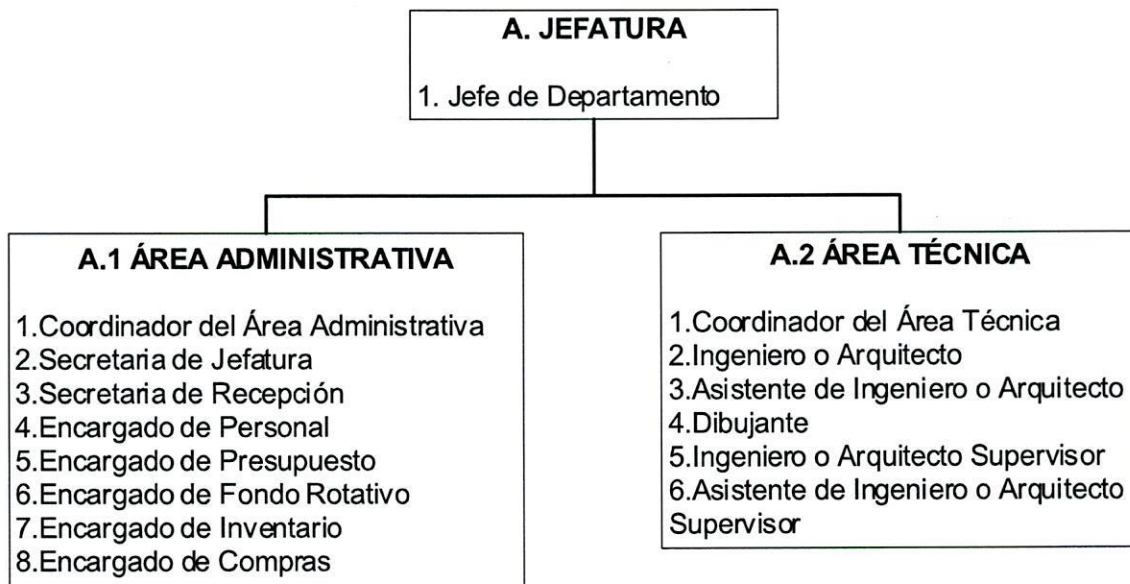 A. JEFATURA
1. Jefe de Departamento
A.1 ÁREA ADMINISTRATIVA
1.Coordinador del Área Administrativa
2.Secretaria de Jefatura
3.Secretaria de Recepción
4.Encargado de Personal
5.Encargado de Presupuesto
6.Encargado de Fondo Rotativo
7.Encargado de Inventario
8.Encargado de Compras
A.2 ÁREA TÉCNICA
1.Coordinador del Área Técnica
2.Ingeniero o Arquitecto
3.Asistente de Ingeniero o Arquitecto
4.Dibujante
5.Ingeniero o Arquitecto Supervisor
6.Asistente de Ingeniero o Arquitecto
Supervisor